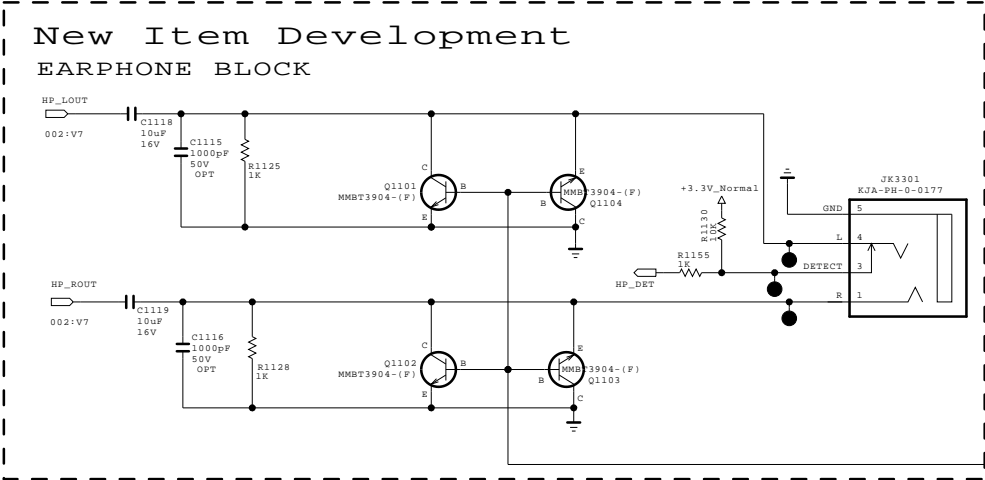 New Item Development
EARPHONE BLOCK
HP_LOUT
002:V7
C1118
10uF
16V
C1115
1000pF
50V
OPT
R1125
1K
C
Q1101
MMBT3904-(F)
B
E
E
MMBT3904-(F)
B
Q1104
C
+3.3V_Normal
R1130
10K
R1155
1K
HP_DET
JK3301
KJA-PH-0-0177
GND
5
L
4
DETECT
3
R
1
HP_ROUT
002:V7
C1119
10uF
16V
C1116
1000pF
50V
OPT
R1128
1K
C
Q1102
MMBT3904-(F)
B
E
E
MMBT3904-(F)
B
Q1103
C